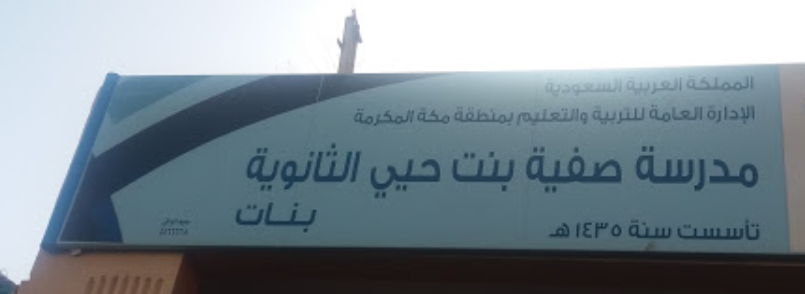 المملكة العربية السعودية
الإدارة العامة للتربية والتعليم بمنطقة مكة المكرمة
مدرسة صفية بنت حيي الثانوية
بنات
تأسست سنة ١٤٣٥ هـ